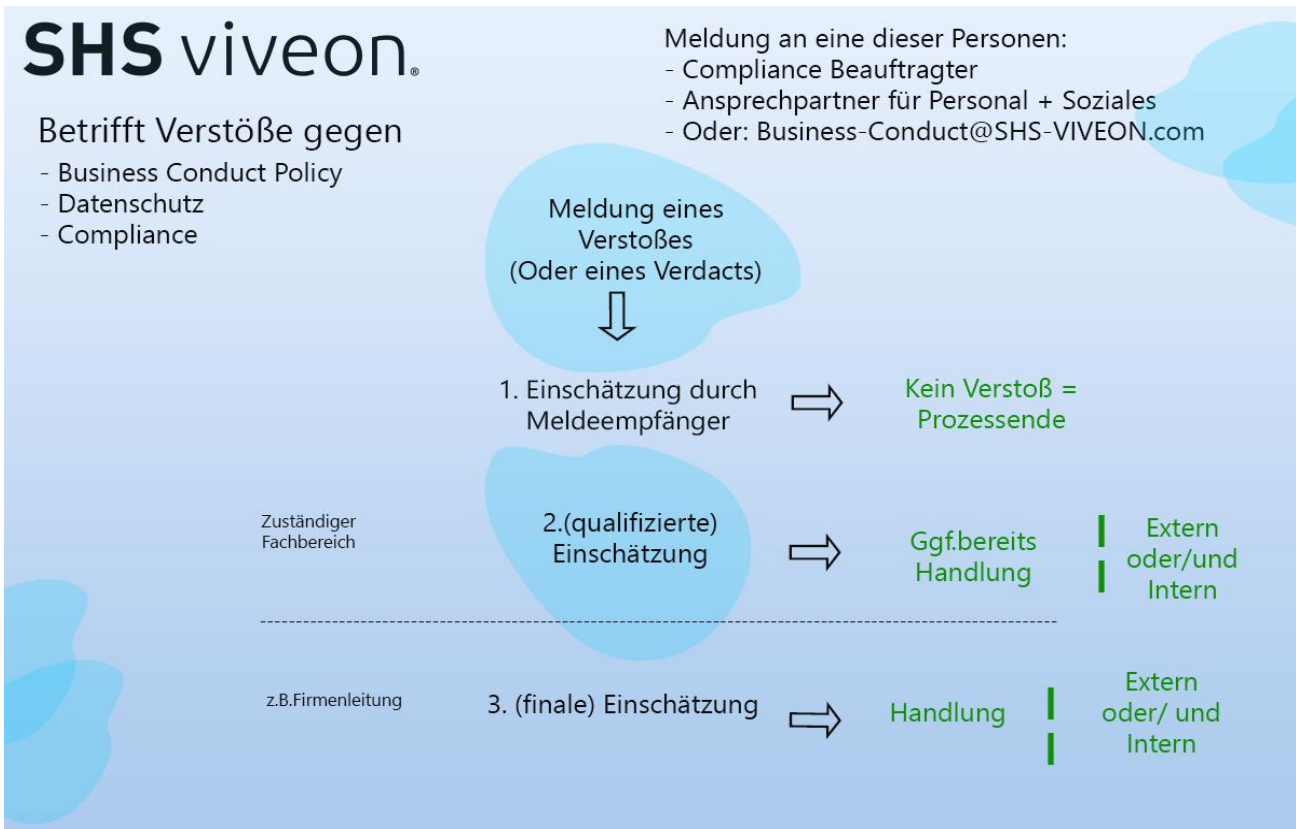 SHS viveon®
Betrifft Verstöße gegen
- Business Conduct Policy
- Datenschutz
- Compliance
Meldung an eine dieser Personen:
- Compliance Beauftragter
- Ansprechpartner für Personal + Soziales
- Oder: Business-Conduct@SHS-VIVEON.com
Meldung eines
Verstoßes
(Oder eines Verdacts)
1. Einschätzung durch
Meldeempfänger
Kein Verstoß =
Prozessende
Zuständiger
Fachbereich
2.(qualifizierte)
Einschätzung
Ggf.bereits
Handlung
Extern
oder/und
Intern
z.B.Firmenleitung
3. (finale) Einschätzung
Handlung
Extern
oder/ und
Intern